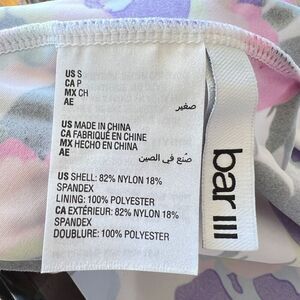 US S
CA P
MX CH
AE
صغير
US MADE IN CHINA
CA FABRIQUÉ EN CHINE
MX HECHO EN CHINA
AE
صُنع في الصين
US SHELL: 82% NYLON 18%
SPANDEX
LINING: 100% POLYESTER
CA EXTÉRIEUR: 82% NYLON 18%
SPANDEX
DOUBLURE: 100% POLYESTER
bar III